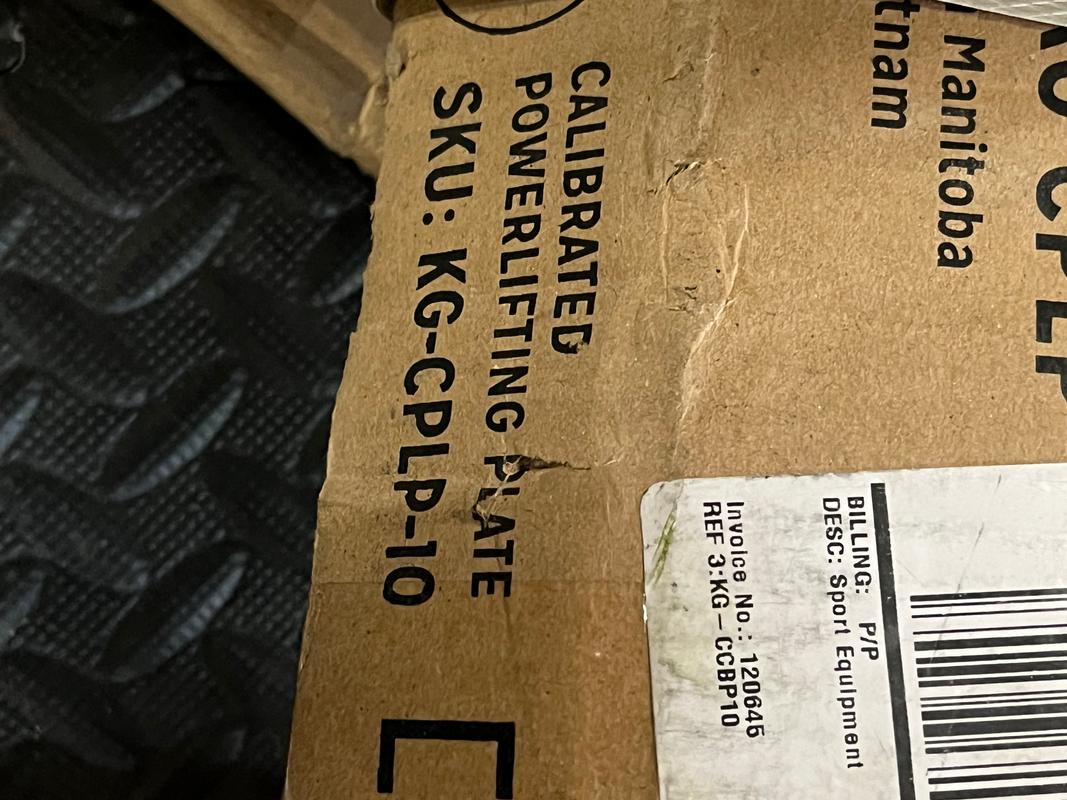 CALIBRATED
POWERLIFTING PLATE
SKU: KG-CPLP-10
CPLP
Manitoba
BILLING: P/P
DESC: Sport Equipment
Invoice No.: 120645
REF 3:KG-CCBP10